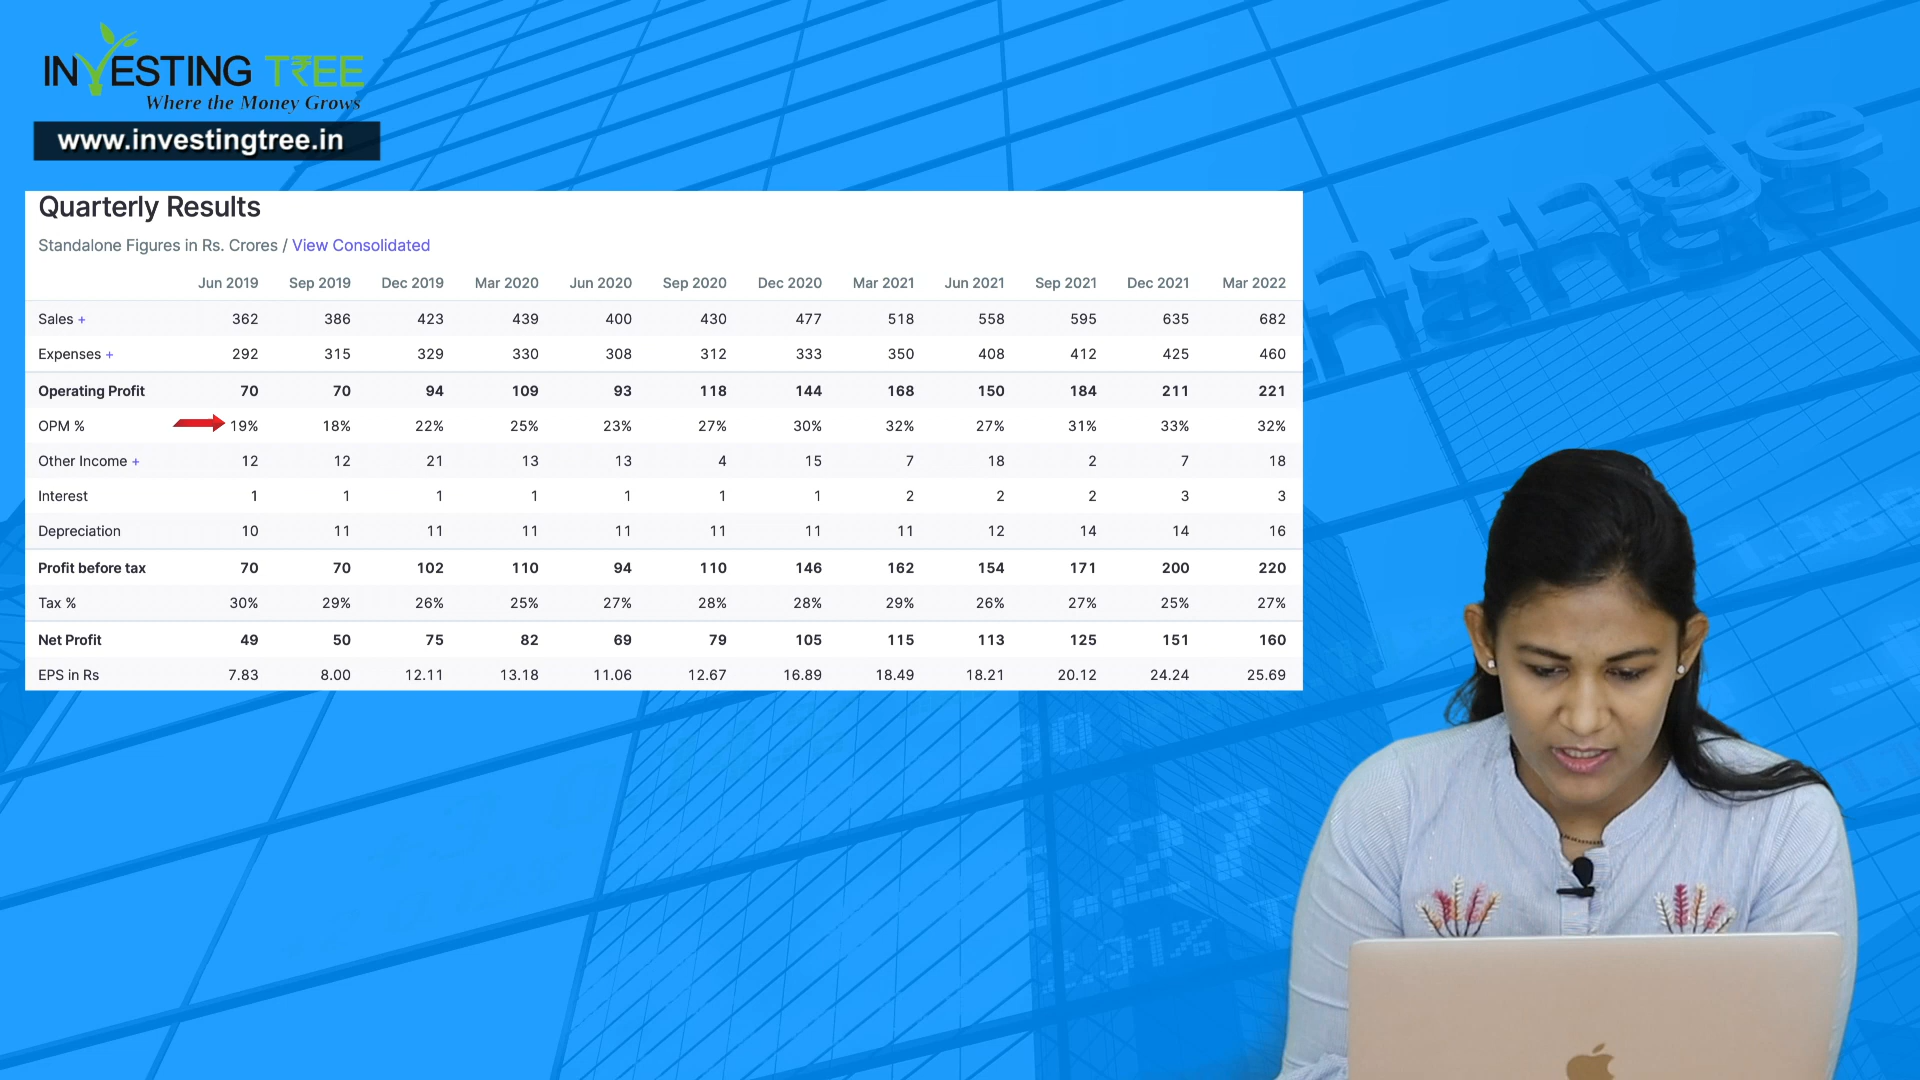 INVESTING TREE
Where the Money Grows
www.investingtree.in
Quarterly Results
Standalone Figures in Rs. Crores / View Consolidated
Jun 2019 Sep 2019 Dec 2019 Mar 2020 Jun 2020 Sep 2020 Dec 2020 Mar 2021 Jun 2021 Sep 2021 Dec 2021 Mar 2022
Sales + 362 386 423 439 400 430 477 518 558 595 635 682
Expenses + 292 315 329 330 308 312 333 350 408 412 425 460
Operating Profit 70 70 94 109 93 118 144 168 150 184 211 221
OPM % 19% 18% 22% 25% 23% 27% 30% 32% 27% 31% 33% 32%
Other Income + 12 12 21 13 13 4 15 7 18 2 7 18
Interest 1 1 1 1 1 1 1 2 2 2 3 3
Depreciation 10 11 11 11 11 11 11 11 12 14 14 16
Profit before tax 70 70 102 110 94 110 146 162 154 171 200 220
Tax % 30% 29% 26% 25% 27% 28% 28% 29% 26% 27% 25% 27%
Net Profit 49 50 75 82 69 79 105 115 113 125 151 160
EPS in Rs 7.83 8.00 12.11 13.18 11.06 12.67 16.89 18.49 18.21 20.12 24.24 25.69